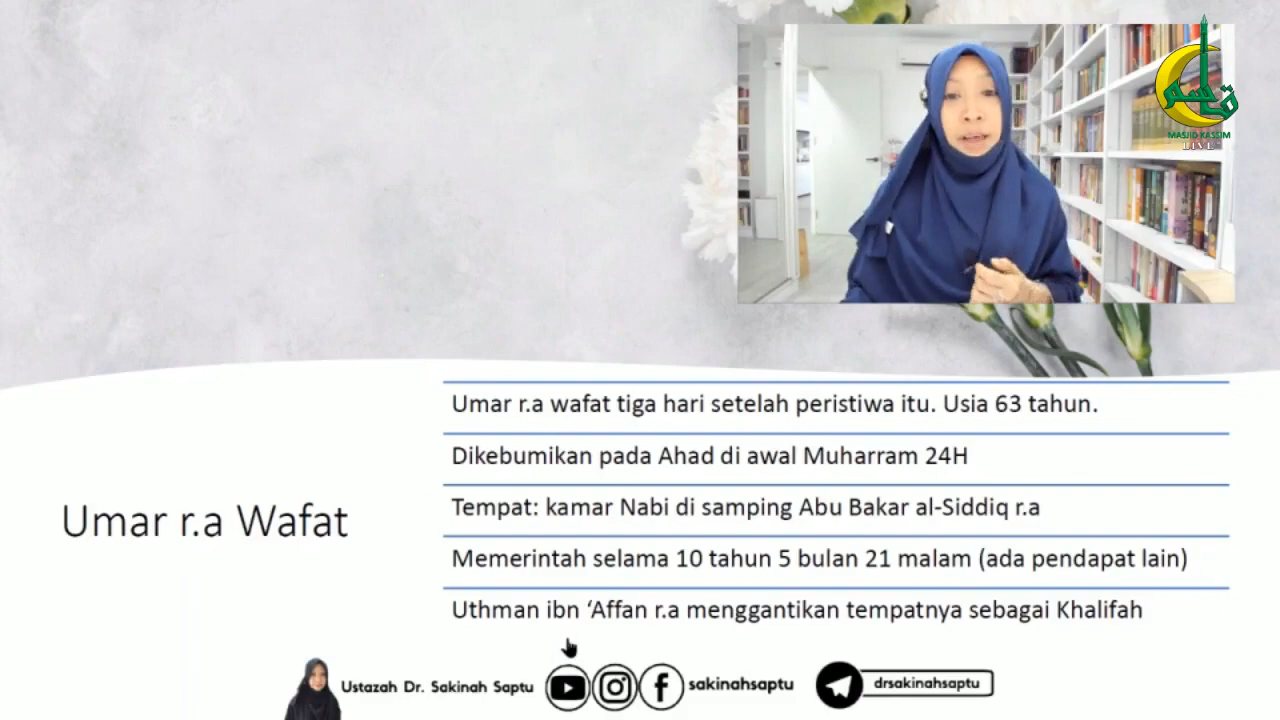 قاسم
MASJID KASSIM
LIVE
Umar r.a Wafat
Umar r.a wafat tiga hari setelah peristiwa itu. Usia 63 tahun.
Dikebumikan pada Ahad di awal Muharram 24H
Tempat: kamar Nabi di samping Abu Bakar al-Siddiq r.a
Memerintah selama 10 tahun 5 bulan 21 malam (ada pendapat lain)
Uthman ibn ‘Affan r.a menggantikan tempatnya sebagai Khalifah
Ustazah Dr. Sakinah Saptu
sakinahsaptu
drsakinahsaptu